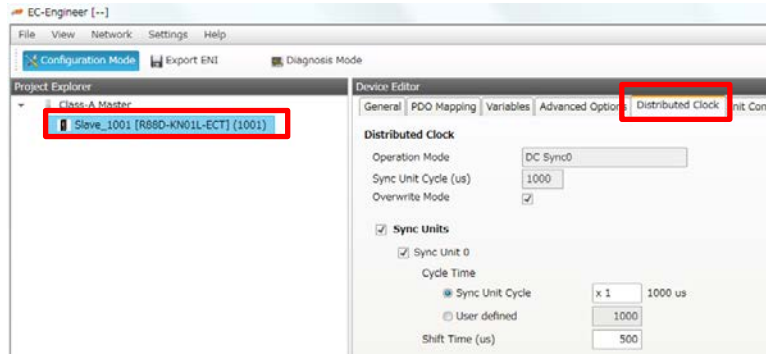 EC-Engineer [--]
File View Network Settings Help
Configuration Mode Export ENI Diagnosis Mode
Project Explorer
Class-A Master
Slave_1001 [R88D-KN01L-ECT] (1001)
Device Editor
General PDO Mapping Variables Advanced Options Distributed Clock
Distributed Clock
Operation Mode DC Sync0
Sync Unit Cycle (us) 1000
Overwrite Mode
Sync Units
Sync Unit 0
Cycle Time
Sync Unit Cycle x 1 1000 us
User defined 1000
Shift Time (us) 500